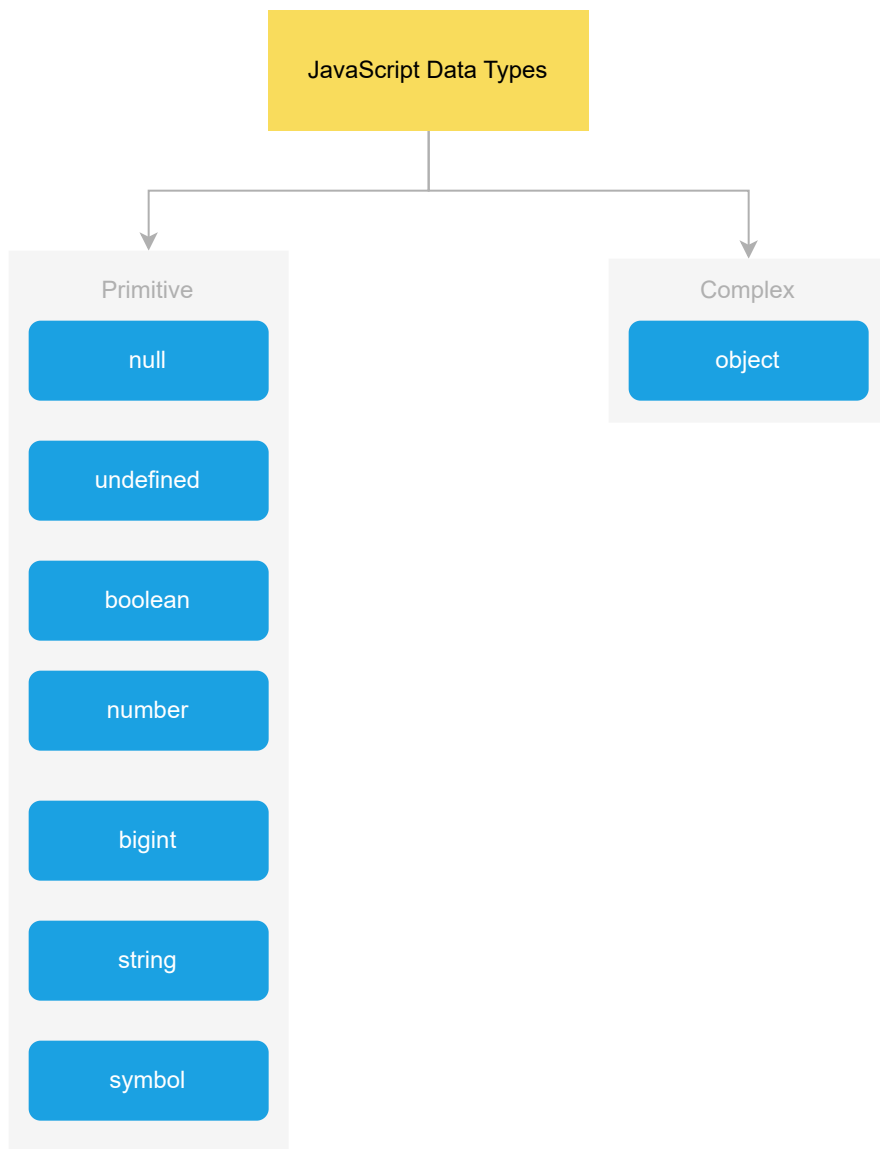 JavaScript Data Types
Primitive
null
undefined
boolean
number
bigint
string
symbol
Complex
object